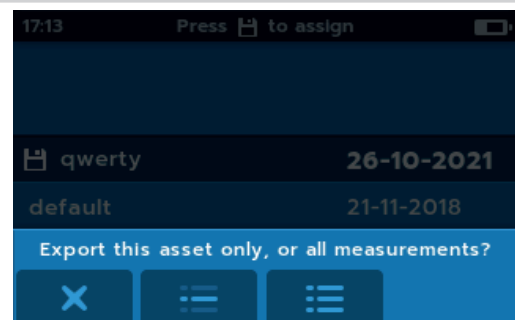 17:13 Press to assign
qwerty 26-10-2021
default 21-11-2018
Export this asset only, or all measurements?